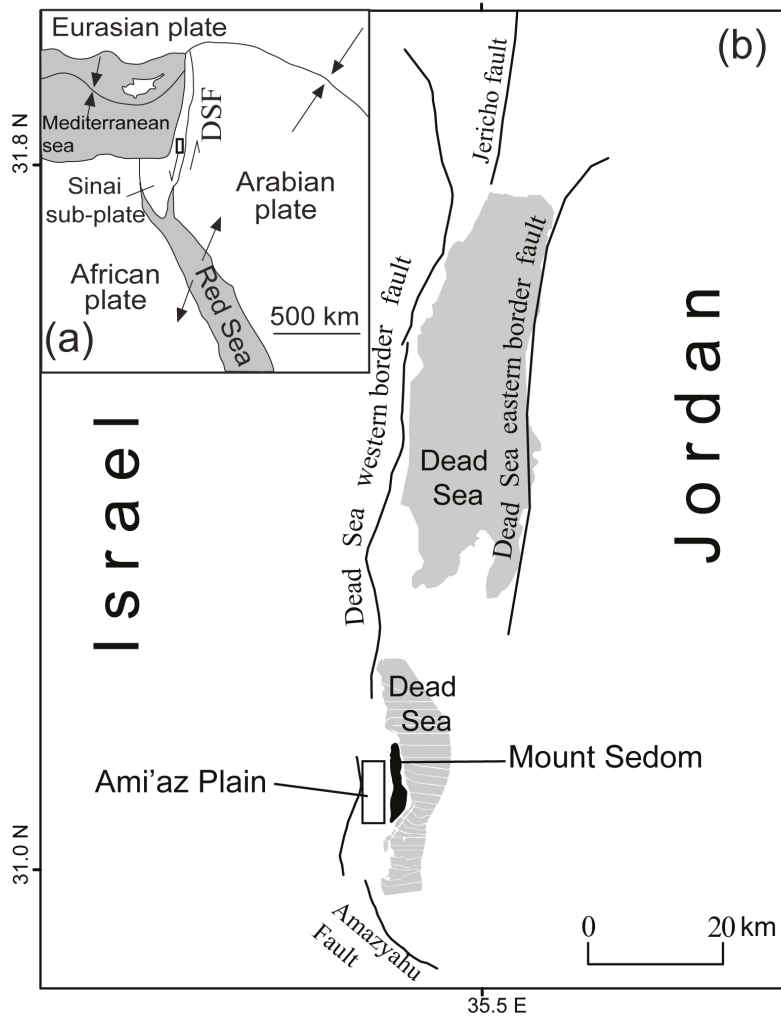 Eurasian plate
(b)
Jericho fault
DSF
Mediterranean
sea
31.8 N
Sinai
sub-plate
Arabian
plate
African
plate
Red Sea
500 km
(a)
Dead Sea western border fault
Dead Sea eastern border fault
Israel
Jordan
Dead
Sea
Dead
Sea
Mount Sedom
Ami'az Plain
31.0 N
Amazyahu
Fault
0 20 km
35.5 E